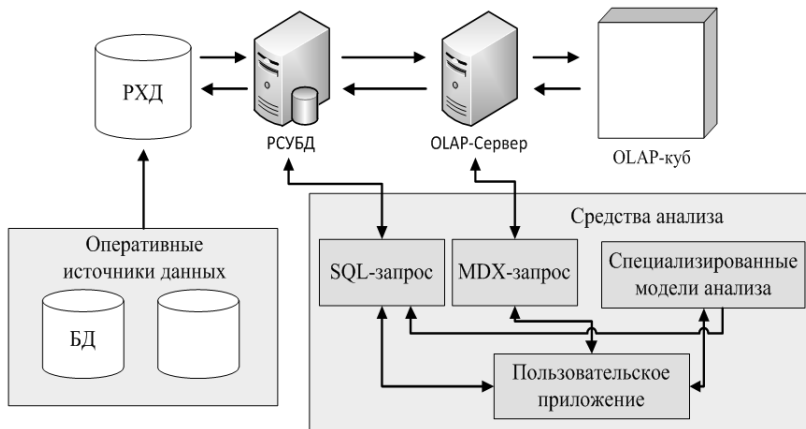 РХД
РСУБД
OLAP-Сервер
OLAP-куб
Оперативные
источники данных
БД
Средства анализа
SQL-запрос
MDX-запрос
Специализированные
модели анализа
Пользовательское
приложение